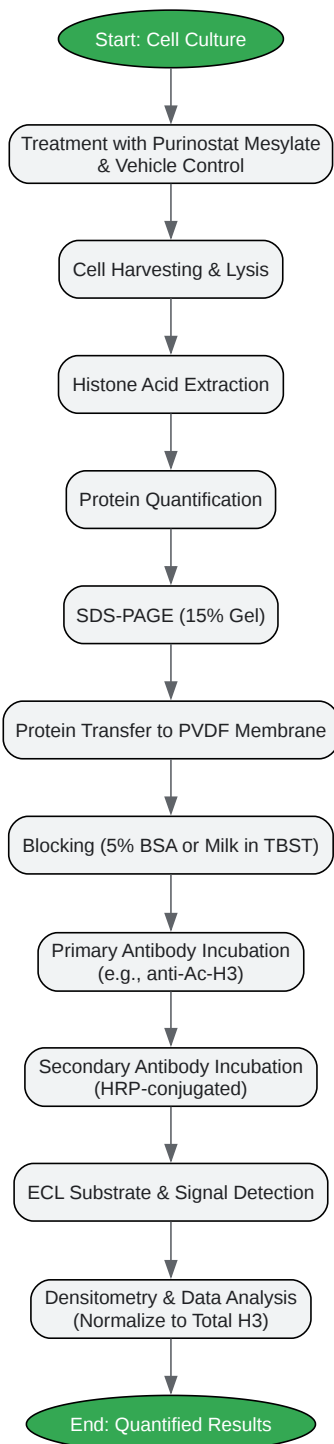 Start: Cell Culture
Treatment with Purinostat Mesylate
& Vehicle Control
Cell Harvesting & Lysis
Histone Acid Extraction
Protein Quantification
SDS-PAGE (15% Gel)
Protein Transfer to PVDF Membrane
Blocking (5% BSA or Milk in TBST)
Primary Antibody Incubation
(e.g., anti-Ac-H3)
Secondary Antibody Incubation
(HRP-conjugated)
ECL Substrate & Signal Detection
Densitometry & Data Analysis
(Normalize to Total H3)
End: Quantified Results